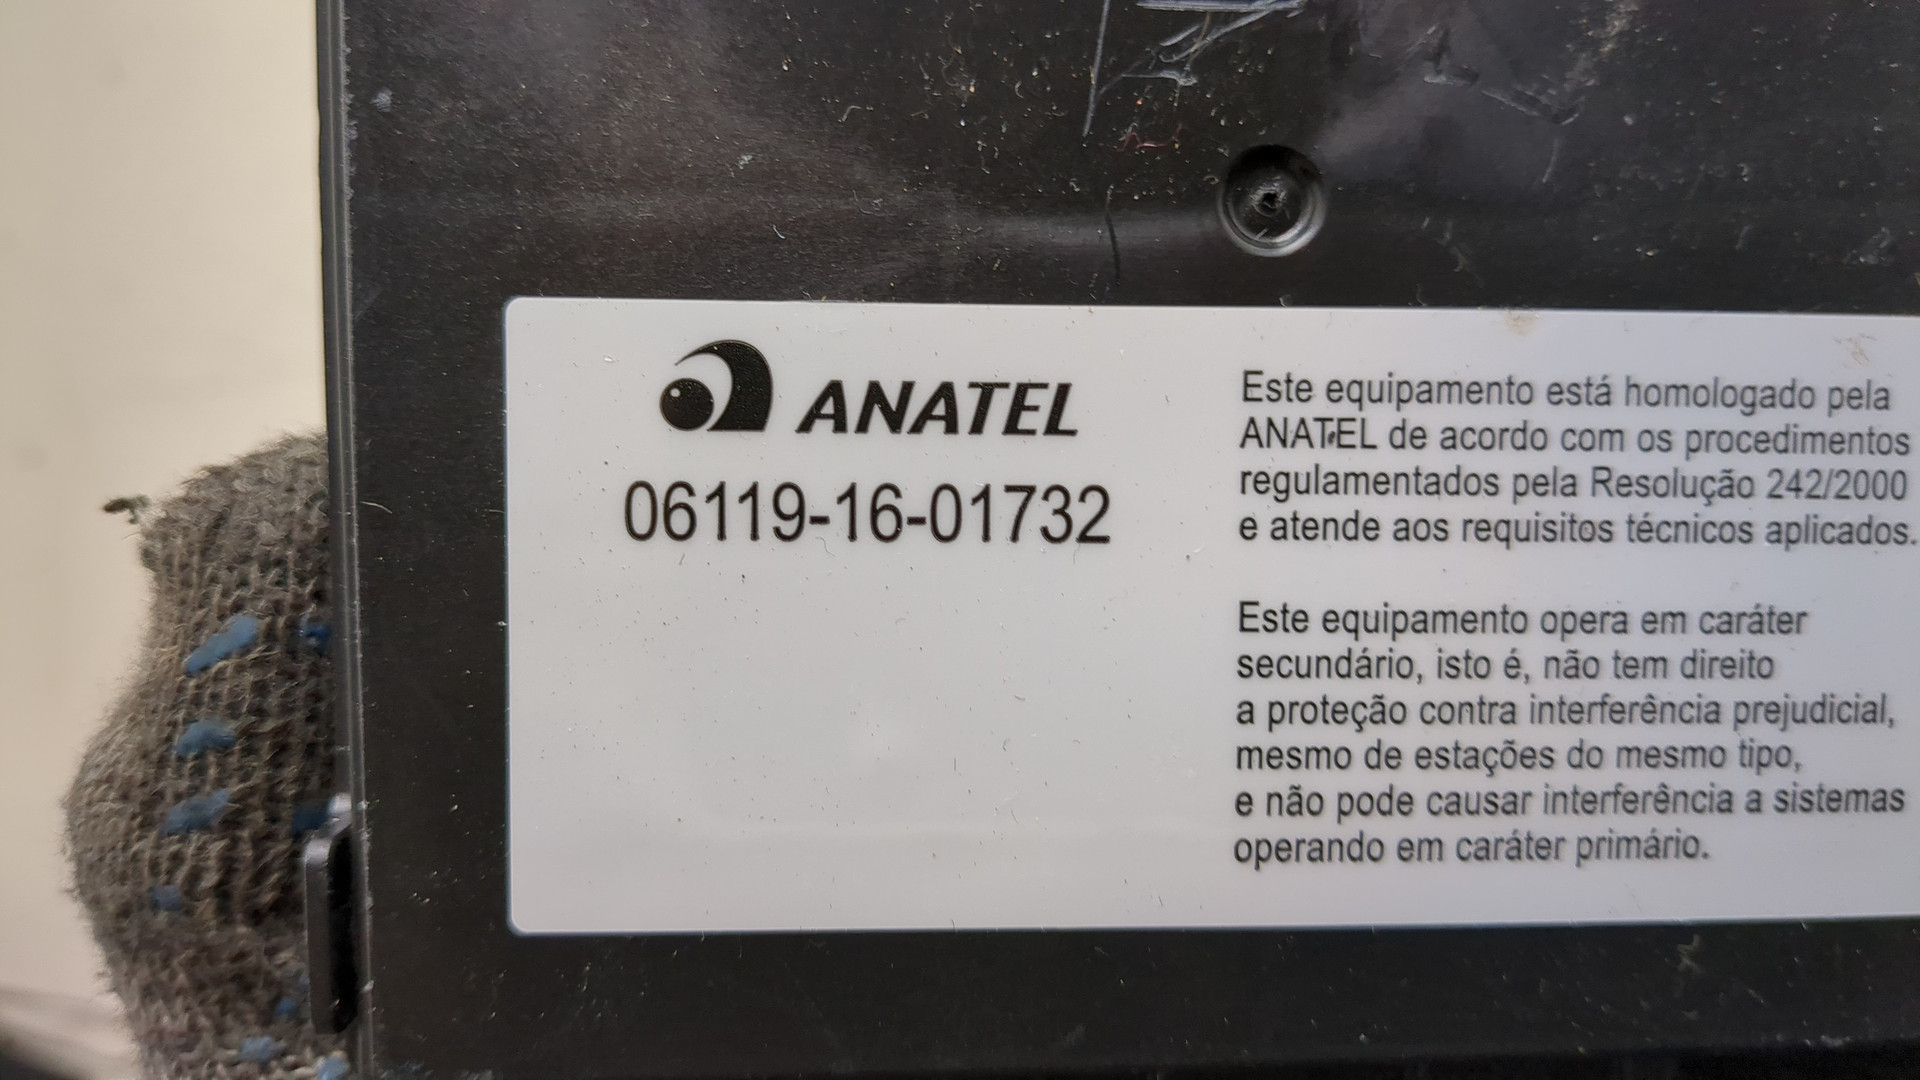 ANATEL
06119-16-01732
Este equipamento está homologado pela
ANATEL de acordo com os procedimentos
regulamentados pela Resolução 242/2000
e atende aos requisitos técnicos aplicados.
Este equipamento opera em caráter
secundário, isto é, não tem direito
a proteção contra interferência prejudicial,
mesmo de estações do mesmo tipo,
e não pode causar interferência a sistemas
operando em caráter primário.